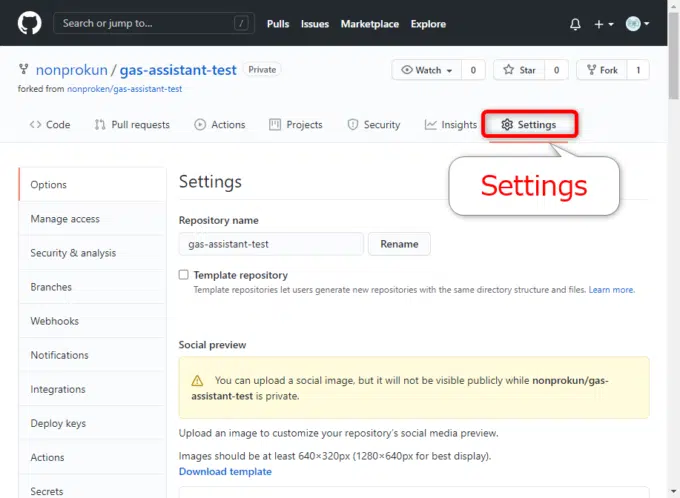 Search or jump to... /
Pulls Issues Marketplace Explore
nonprokun / gas-assistant-test Private
Watch 0 Star 0 Fork 1
forked from nonproken/gas-assistant-test
Code Pull requests Actions Projects Security Insights Settings
Settings
Options
Manage access
Security & analysis
Branches
Webhooks
Notifications
Integrations
Deploy keys
Actions
Secrets
Settings
Repository name
gas-assistant-test Rename
Template repository
Template repositories let users generate new repositories with the same directory structure and files. Learn more.
Social preview
You can upload a social image, but it will not be visible publicly while nonprokun/gas-
assistant-test is private.
Upload an image to customize your repository's social media preview.
Images should be at least 640×320px (1280×640px for best display).
Download template